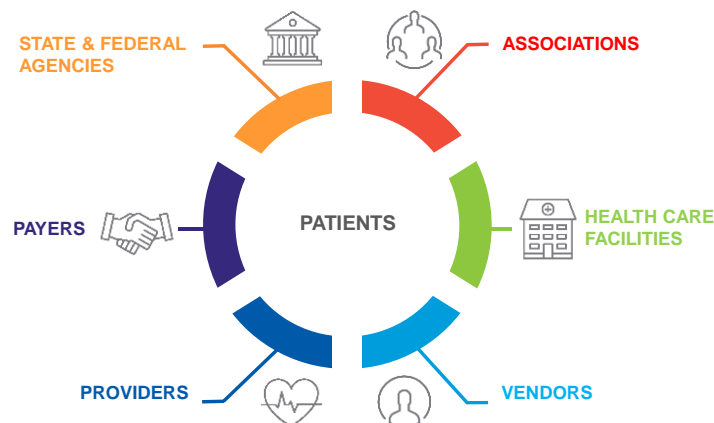 STATE & FEDERAL
AGENCIES
ASSOCIATIONS
PAYERS
PATIENTS
HEALTH CARE
FACILITIES
PROVIDERS
VENDORS